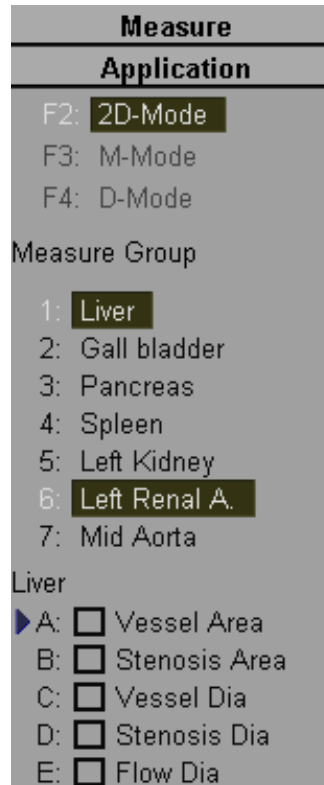 Measure
Application
F2: 2D-Mode
F3: M-Mode
F4: D-Mode
Measure Group
1: Liver
2: Gall bladder
3: Pancreas
4: Spleen
5: Left Kidney
6: Left Renal A.
7: Mid Aorta
Liver
A: Vessel Area
B: Stenosis Area
C: Vessel Dia
D: Stenosis Dia
E: Flow Dia